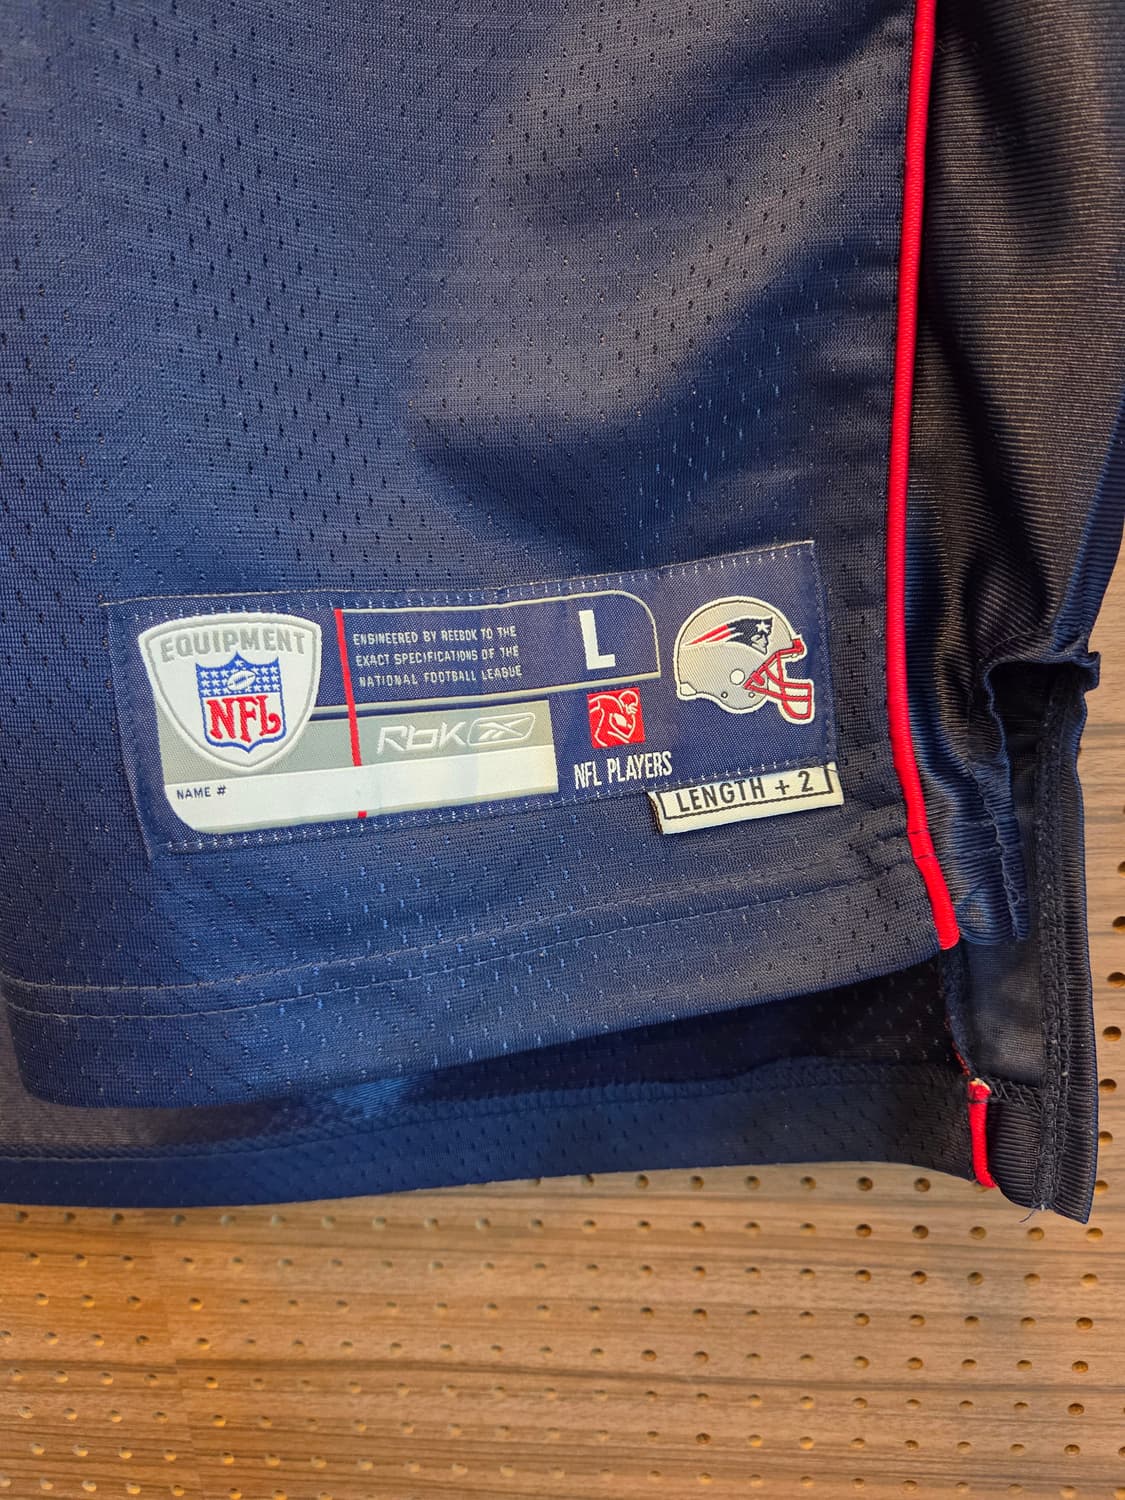 EQUIPMENT
NFL
ENGINEERED BY REEBOK TO THE
EXACT SPECIFICATIONS OF THE
NATIONAL FOOTBALL LEAGUE
L
Rbk
NAME #
NFL PLAYERS
LENGTH + 2